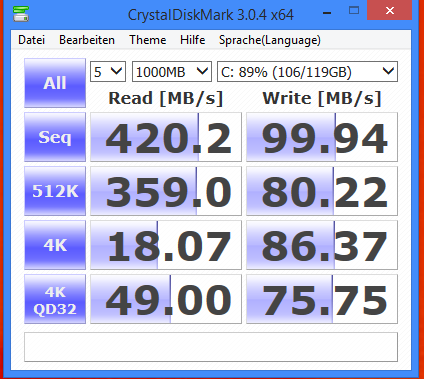 CrystalDiskMark 3.0.4 x64
Datei Bearbeiten Theme Hilfe Sprache(Language)
All 5 1000MB C: 89% (106/119GB)
Read [MB/s] Write [MB/s]
Seq 420.2 99.94
512K 359.0 80.22
4K 18.07 86.37
4K
QD32 49.00 75.75